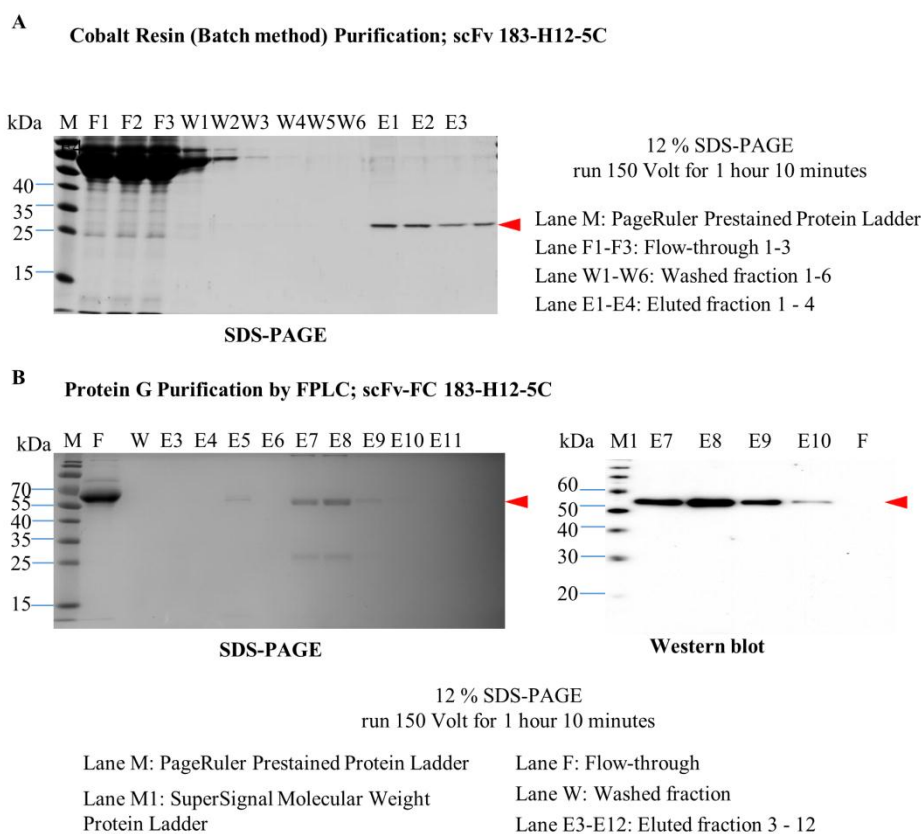 A
Cobalt Resin (Batch method) Purification; scFv 183-H12-5C
kDa M F1 F2 F3 W1 W2 W3 W4 W5 W6 E1 E2 E3
40
35
25
15
12 % SDS-PAGE
run 150 Volt for 1 hour 10 minutes
Lane M: PageRuler Prestained Protein Ladder
Lane F1-F3: Flow-through 1-3
Lane W1-W6: Washed fraction 1-6
Lane E1-E4: Eluted fraction 1 - 4
SDS-PAGE
B
Protein G Purification by FPLC; scFv-FC 183-H12-5C
kDa M F W E3 E4 E5 E6 E7 E8 E9 E10 E11
70
55
40
35
25
15
SDS-PAGE
kDa M1 E7 E8 E9 E10 F
60
50
40
30
20
Western blot
12 % SDS-PAGE
run 150 Volt for 1 hour 10 minutes
Lane M: PageRuler Prestained Protein Ladder
Lane M1: SuperSignal Molecular Weight
Protein Ladder
Lane F: Flow-through
Lane W: Washed fraction
Lane E3-E12: Eluted fraction 3 - 12